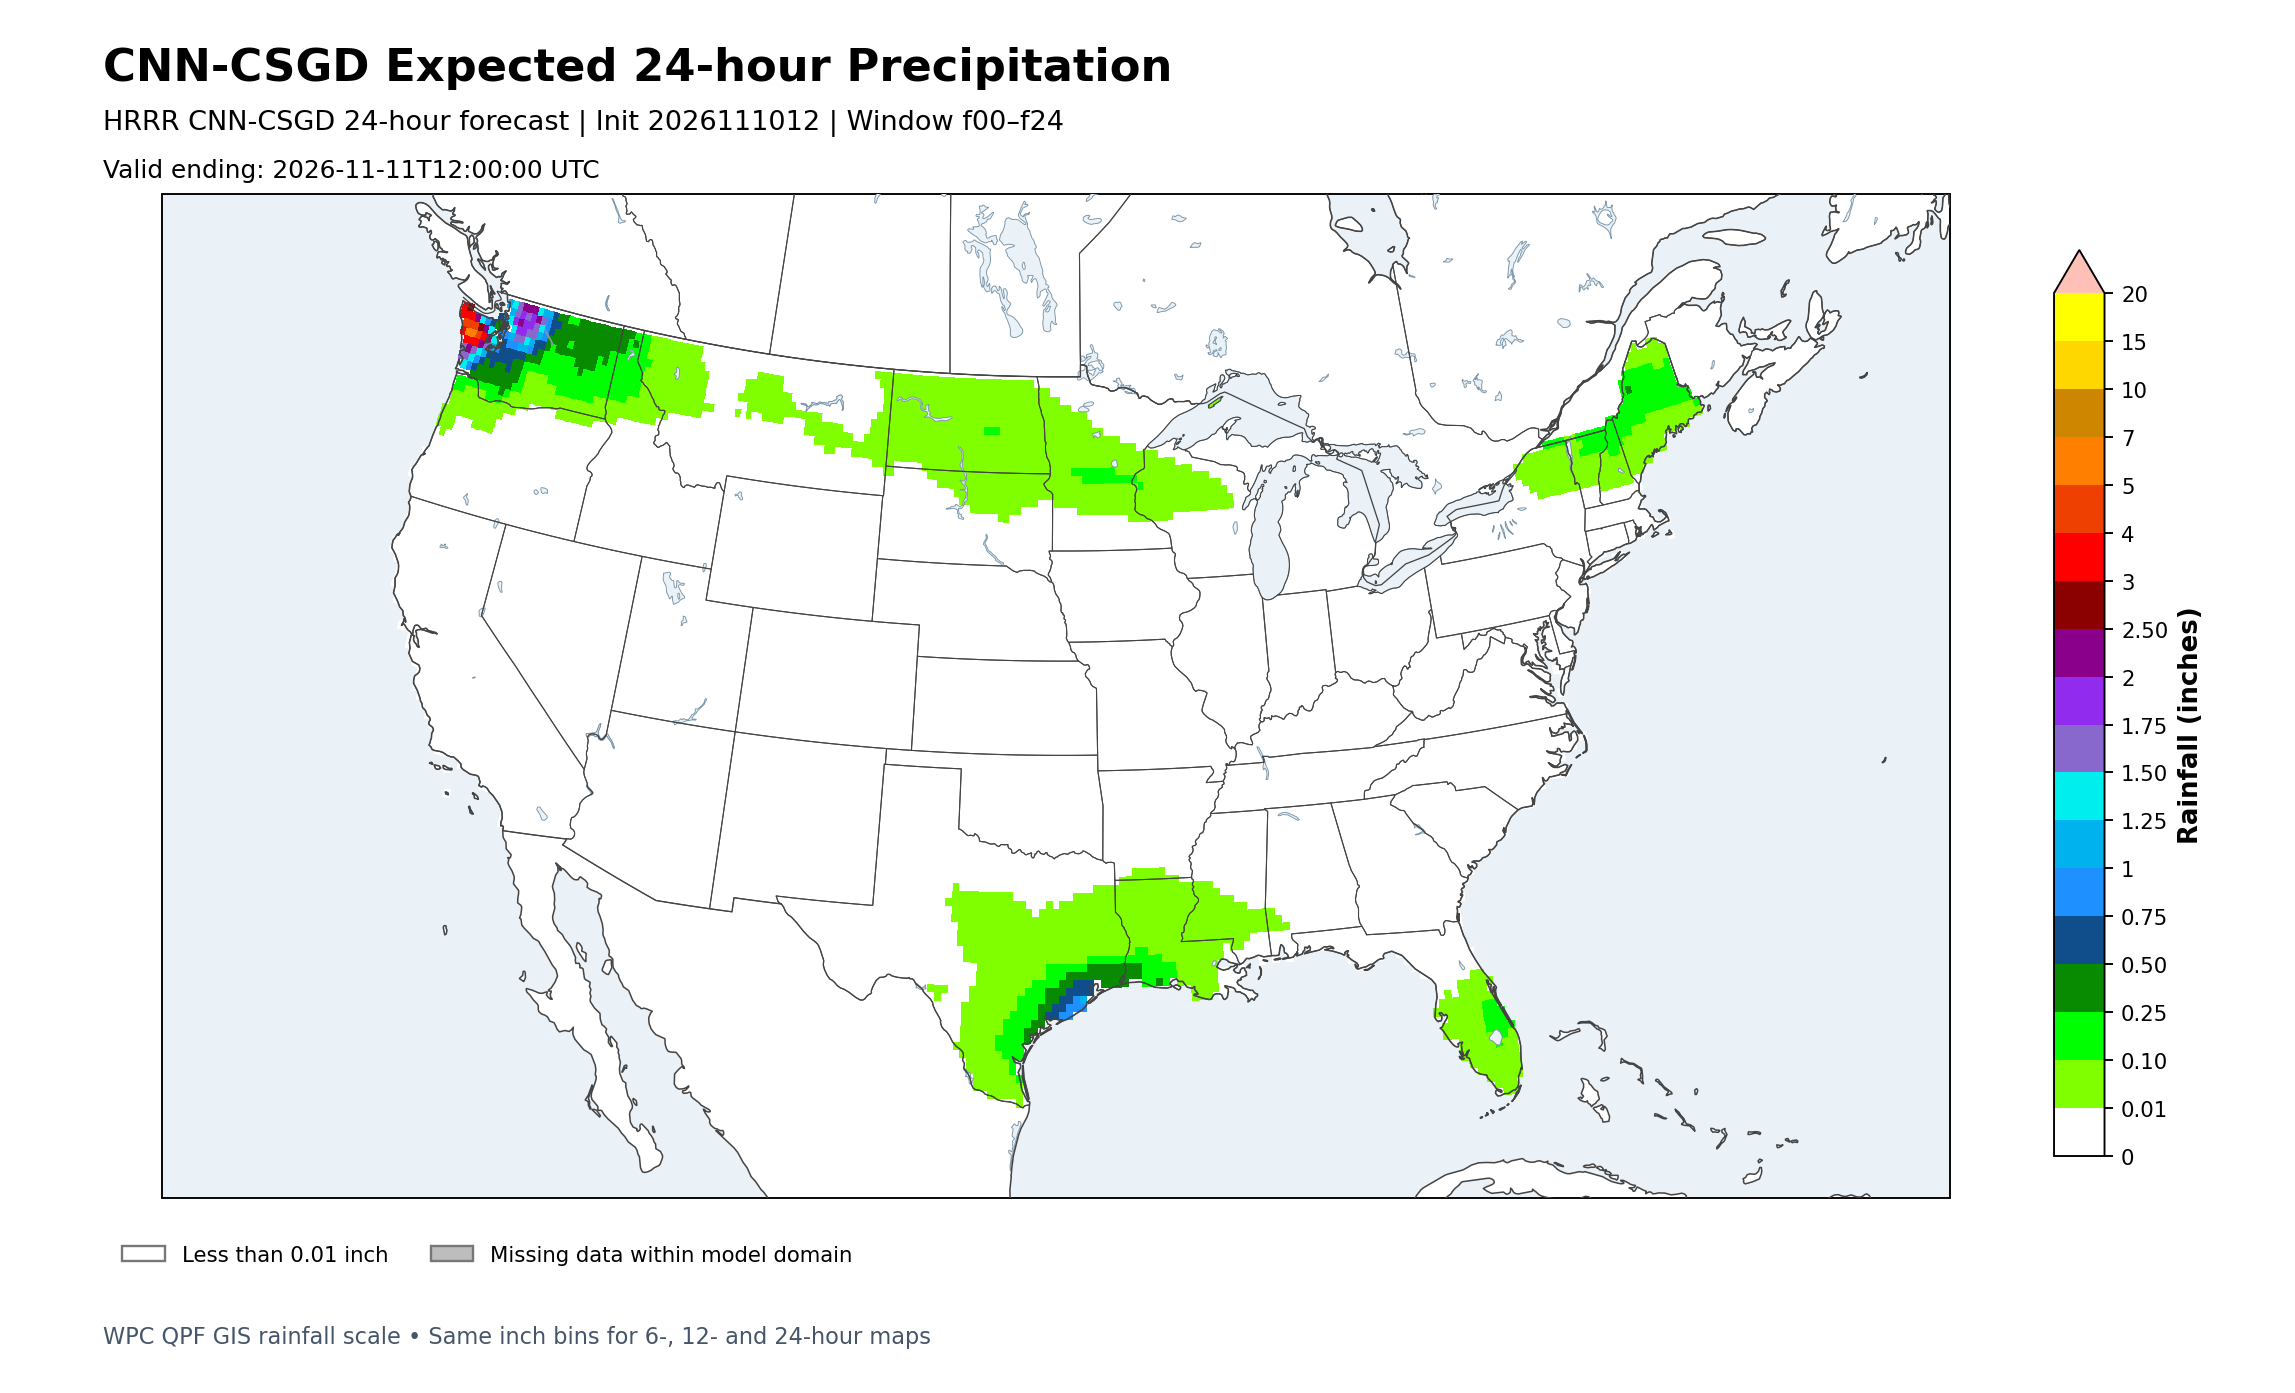 CNN-CSGD Expected 24-hour Precipitation
HRRR CNN-CSGD 24-hour forecast | Init 2026111012 | Window f00–f24
Valid ending: 2026-11-11T12:00:00 UTC
20
15
10
7
5
4
3
2.50
2
1.75
1.50
1.25
1
0.75
0.50
0.25
0.10
0.01
0
Rainfall (inches)
Less than 0.01 inch
Missing data within model domain
WPC QPF GIS rainfall scale • Same inch bins for 6-, 12- and 24-hour maps